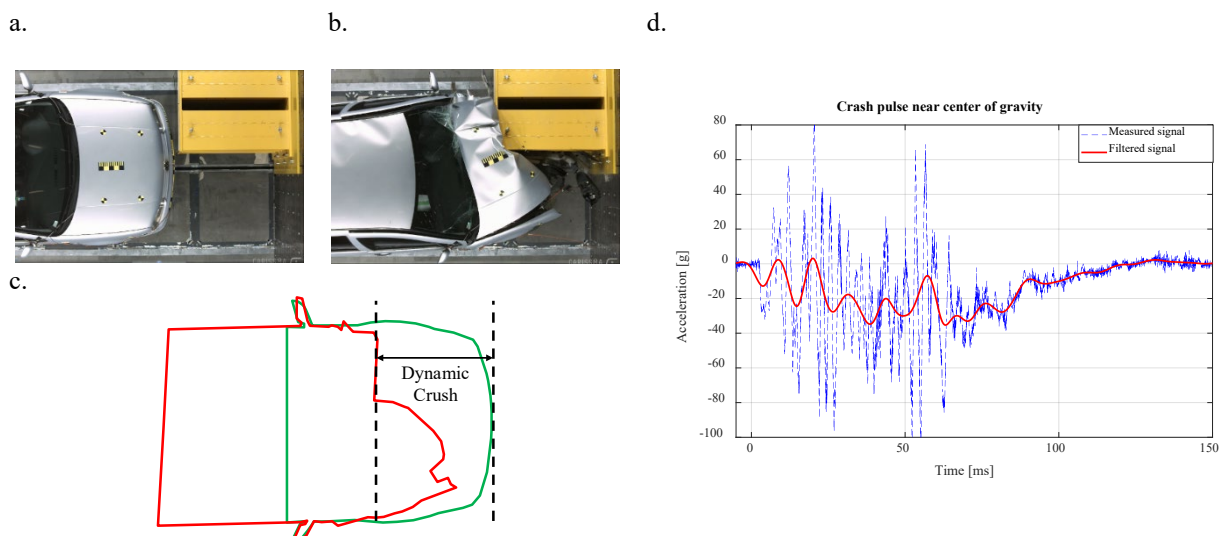 a.
b.
d.
c.
Dynamic
Crush
Crash pulse near center of gravity
Measured signal
Filtered signal
Acceleration [g]
80
60
40
20
0
-20
-40
-60
-80
-100
0
50
100
150
Time [ms]